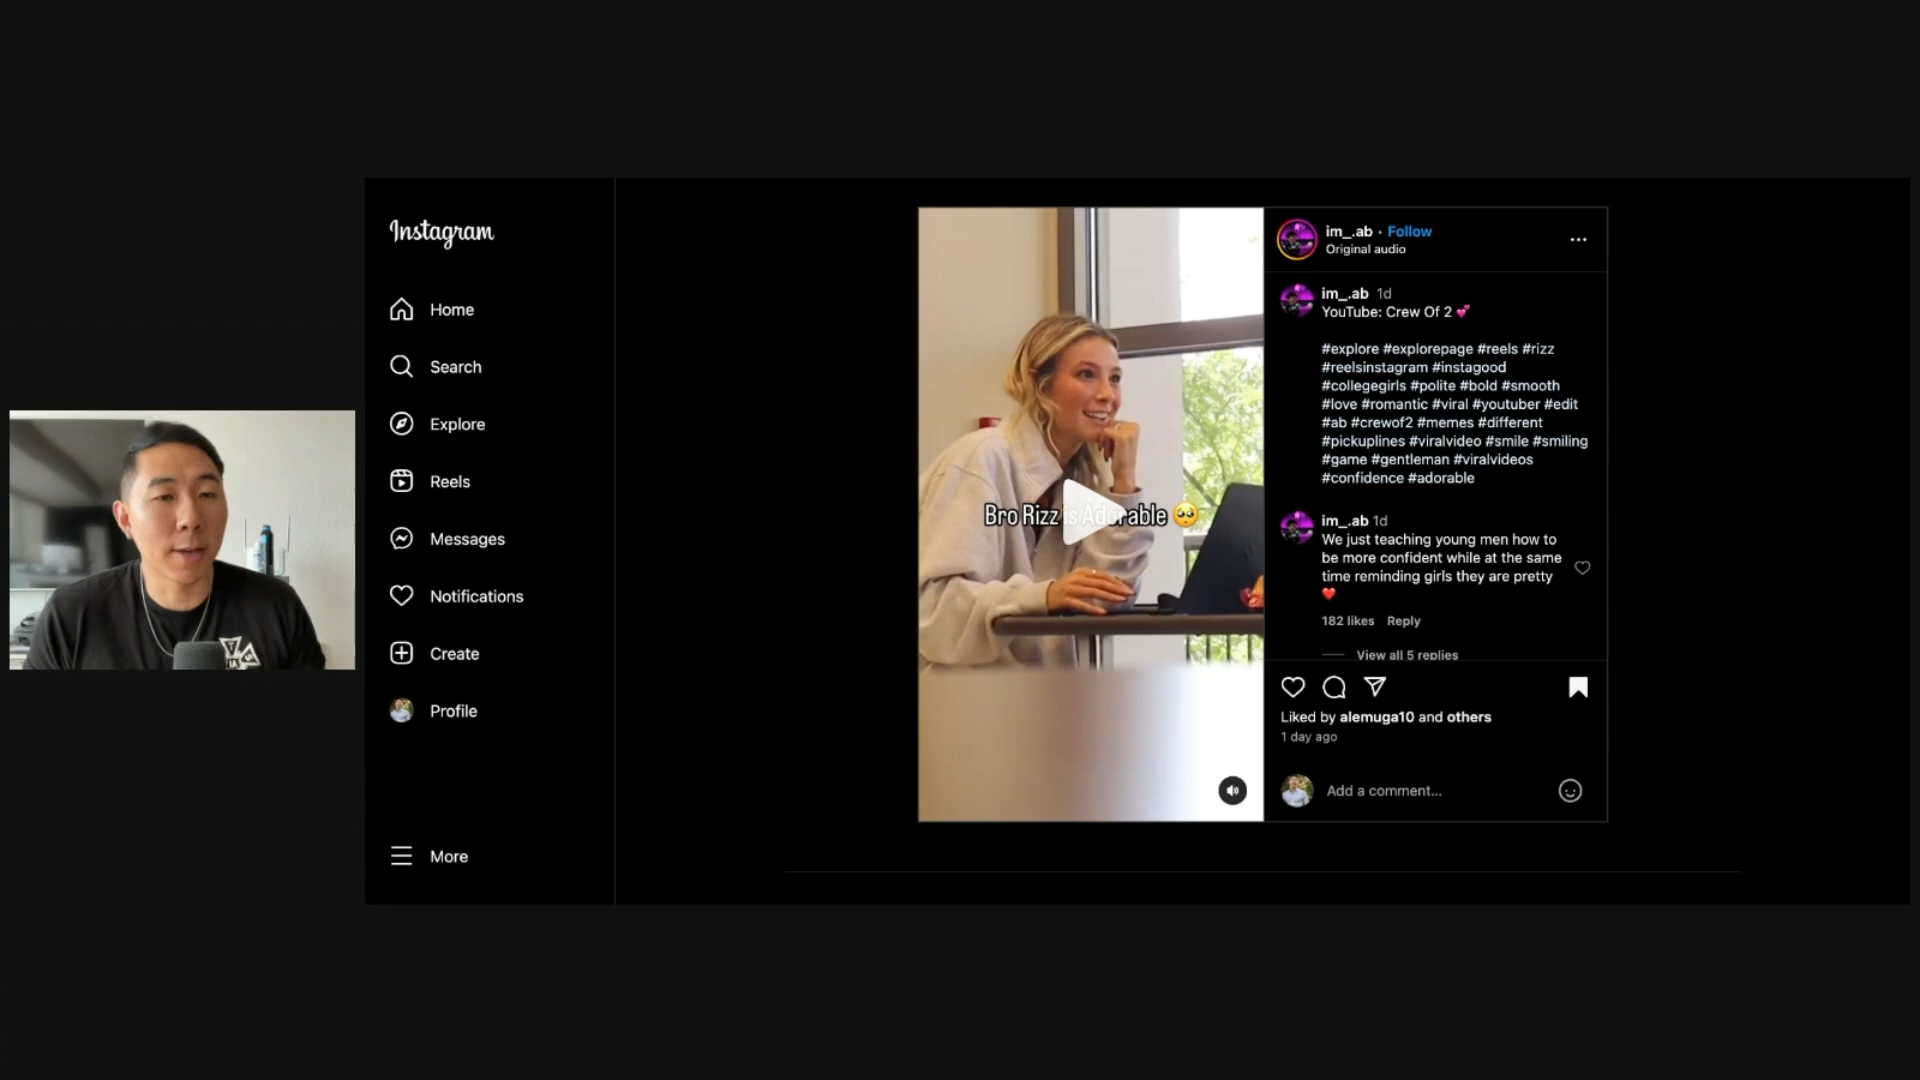 Instagram
Home
Search
Explore
Reels
Messages
Notifications
Create
Profile
More
Bro Rizz is Adorable 🥺
im_.ab • Follow
Original audio
im_.ab 1d
YouTube: Crew Of 2 💕
#explore #explorepage #reels #rizz
#reelsinstagram #instagood
#collegegirls #polite #bold #smooth
#love #romantic #viral #youtuber #edit
#ab #crewof2 #memes #different
#pickuplines #viralvideo #smile #smiling
#game #gentleman #viralvideos
#confidence #adorable
im_.ab 1d
We just teaching young men how to
be more confident while at the same
time reminding girls they are pretty
❤️
182 likes Reply
View all 5 replies
Liked by alemuga10 and others
1 day ago
Add a comment...